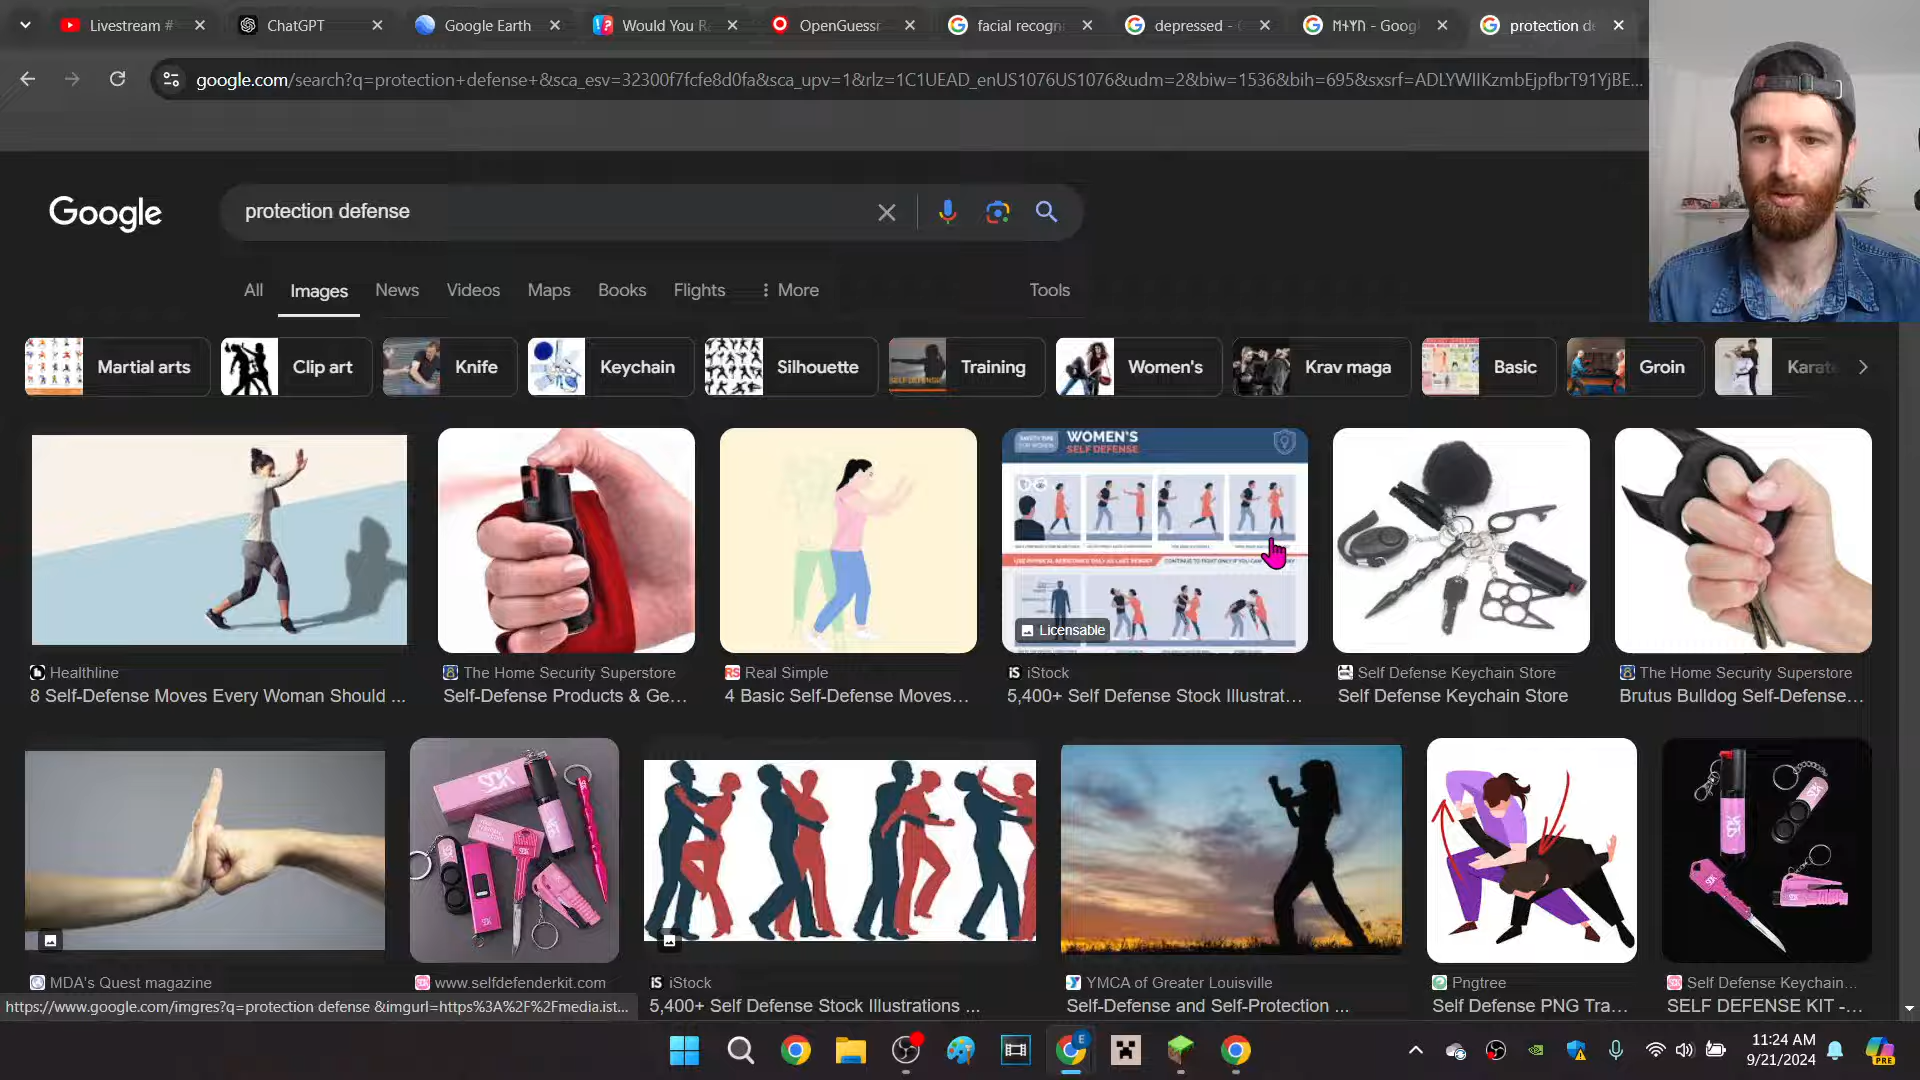 Livestream #
ChatGPT
Google Earth
Would You R
OpenGuessr
facial recogn
depressed - G
ᛖᚾᛉᚢ - Goog
protection de
google.com/search?q=protection+defense+&sca_esv=32300f7fcfe8d0fa&sca_upv=1&rlz=1C1UEAD_enUS1076US1076&udm=2&biw=1536&bih=695&sxsrf=ADLYWIIKzmbEjpfbrT91YjBE...
Google
protection defense
All
Images
News
Videos
Maps
Books
Flights
More
Tools
Martial arts
Clip art
Knife
Keychain
Silhouette
Training
Women's
Krav maga
Basic
Groin
Karate
WOMEN'S
SELF DEFENSE
Licensable
Healthline
8 Self-Defense Moves Every Woman Should ...
The Home Security Superstore
Self-Defense Products & Ge...
Real Simple
4 Basic Self-Defense Moves...
iStock
5,400+ Self Defense Stock Illustrat...
Self Defense Keychain Store
Self Defense Keychain Store
The Home Security Superstore
Brutus Bulldog Self-Defense...
SDK
MDA's Quest magazine
www.selfdefenderkit.com
iStock
5,400+ Self Defense Stock Illustrations ...
YMCA of Greater Louisville
Self-Defense and Self-Protection ...
Pngtree
Self Defense PNG Tra...
Self Defense Keychain...
SELF DEFENSE KIT -...
https://www.google.com/imgres?q=protection defense &imgurl=https%3A%2F%2Fmedia.ist...
11:24 AM
9/21/2024
PRE